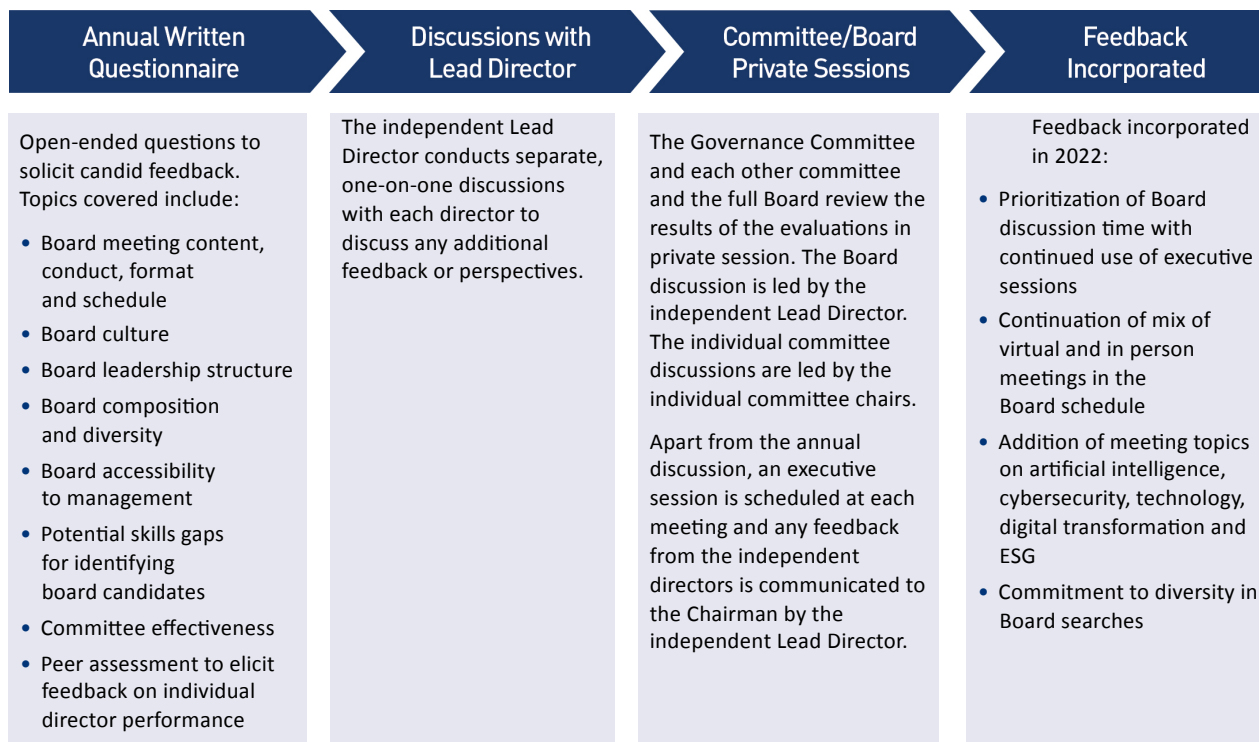 Annual Written
Questionnaire
Discussions with
Lead Director
Committee/Board
Private Sessions
Feedback
Incorporated
Open-ended questions to
solicit candid feedback.
Topics covered include:
• Board meeting content,
conduct, format
and schedule
• Board culture
• Board leadership structure
• Board composition
and diversity
• Board accessibility
to management
• Potential skills gaps
for identifying
board candidates
• Committee effectiveness
• Peer assessment to elicit
feedback on individual
director performance
The independent Lead
Director conducts separate,
one-on-one discussions
with each director to
discuss any additional
feedback or perspectives.
The Governance Committee
and each other committee
and the full Board review the
results of the evaluations in
private session. The Board
discussion is led by the
independent Lead Director.
The individual committee
discussions are led by the
individual committee chairs.
Apart from the annual
discussion, an executive
session is scheduled at each
meeting and any feedback
from the independent
directors is communicated to
the Chairman by the
independent Lead Director.
Feedback incorporated
in 2022:
• Prioritization of Board
discussion time with
continued use of executive
sessions
• Continuation of mix of
virtual and in person
meetings in the
Board schedule
• Addition of meeting topics
on artificial intelligence,
cybersecurity, technology,
digital transformation and
ESG
• Commitment to diversity in
Board searches